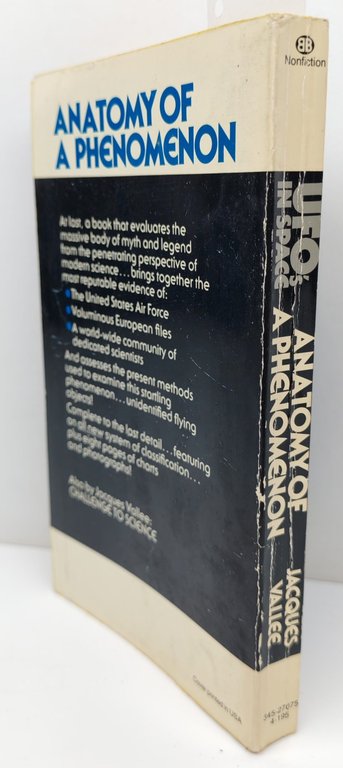 ANATOMY OF
A PHENOMENON
At last, a book that evaluates the
massive body of myth and legend
from the penetrating perspective of
modern science...brings together the
most reputable evidence of:
The United States Air Force
Voluminous European files
A world-wide community of
dedicated scientists
And assesses the present methods
used to examine this startling
phenomenon...unidentified flying
objects!
Complete to the last detail...featuring
an all new system of classification...
plus eight pages of charts
and photographs!
Also by Jacques Vallee:
CHALLENGE TO SCIENCE
Cover printed in USA
BB
Nonfiction
UFOs
IN SPACE
ANATOMY OF
A PHENOMENON
JACQUES
VALLEE
345-27075
4·195